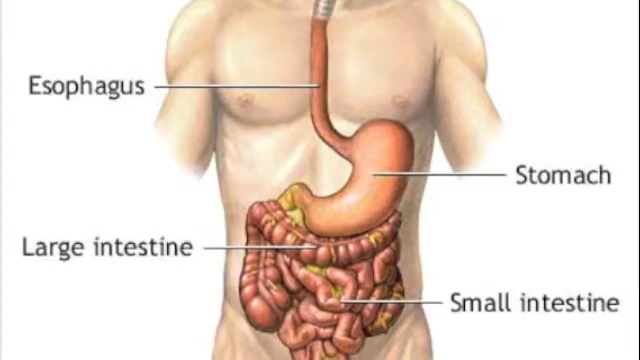 Esophagus
Stomach
Large intestine
Small intestine